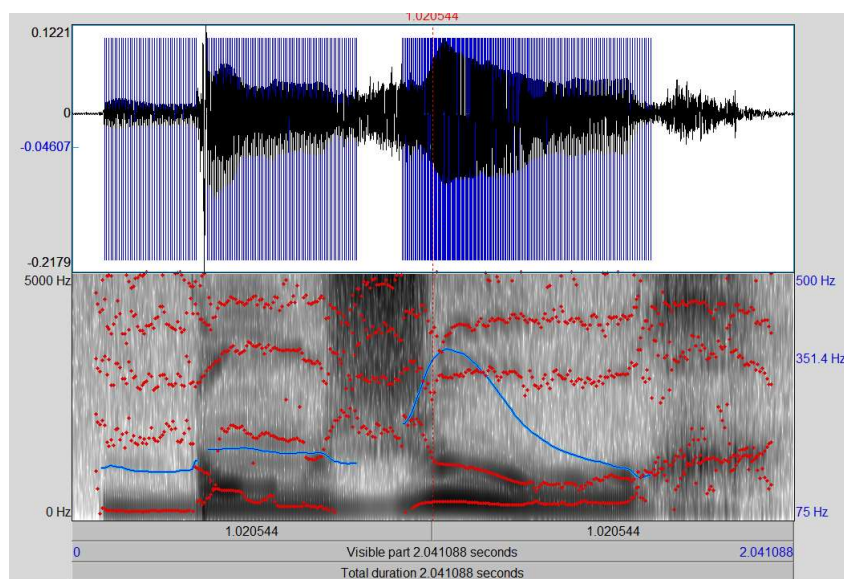 1.020544
0.1221
0
-0.04607
-0.2179
5000 Hz
500 Hz
351.4 Hz
0 Hz
75 Hz
1.020544 1.020544
0 Visible part 2.041088 seconds 2.041088
Total duration 2.041088 seconds